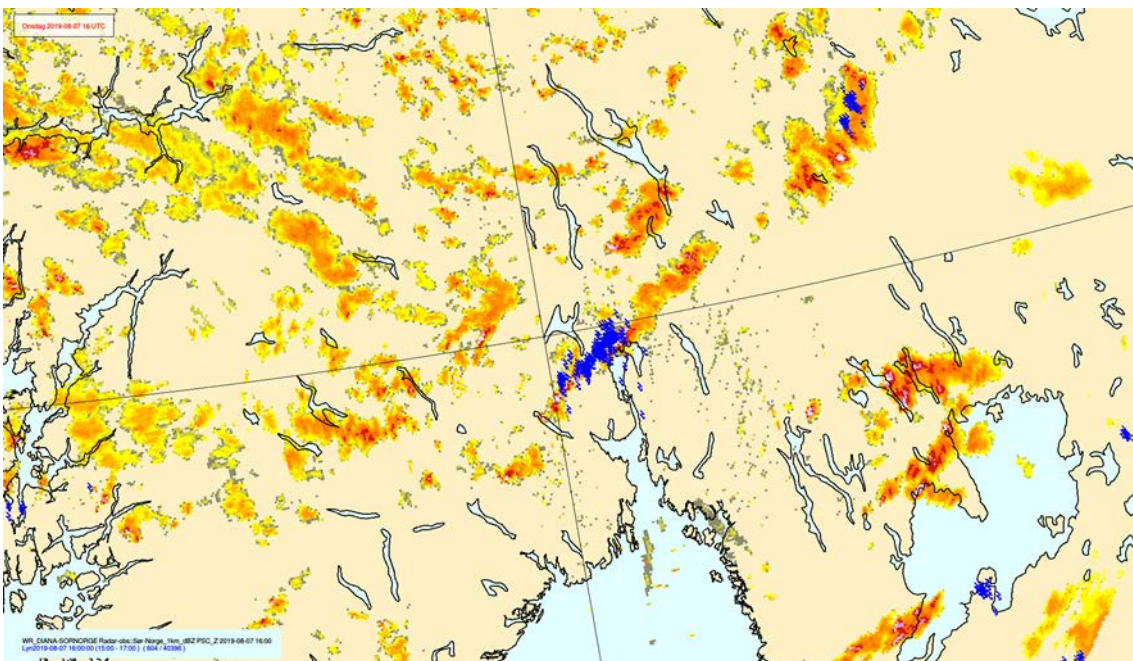 Onsdag 2019-08-07 16 UTC
WR_DIANA-SORNORGE Radar-obs::Sør-Norge_1km_dBZ PSC_Z 2019-08-07 16:00
Lyn2019-08-07 16:00:00 (15:00 - 17:00 ) ( 604 / 40396 )